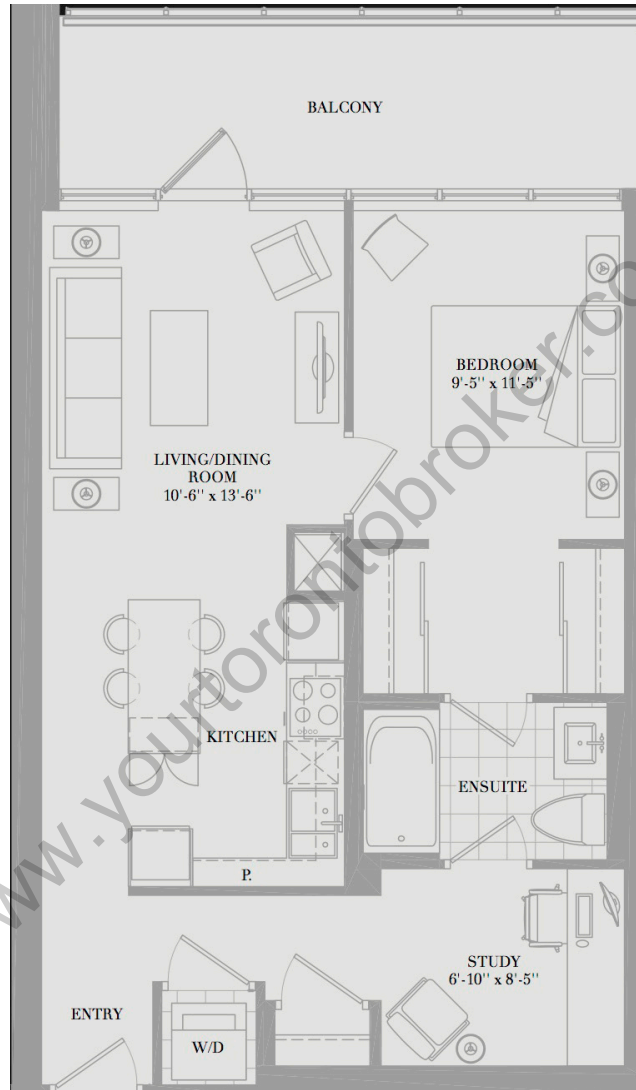 BALCONY
BEDROOM
9'-5'' x 11'-5''
LIVING/DINING
ROOM
10'-6'' x 13'-6''
KITCHEN
ENSUITE
P.
STUDY
6'-10'' x 8'-5''
ENTRY
W/D
www.yourtorontobroker.co